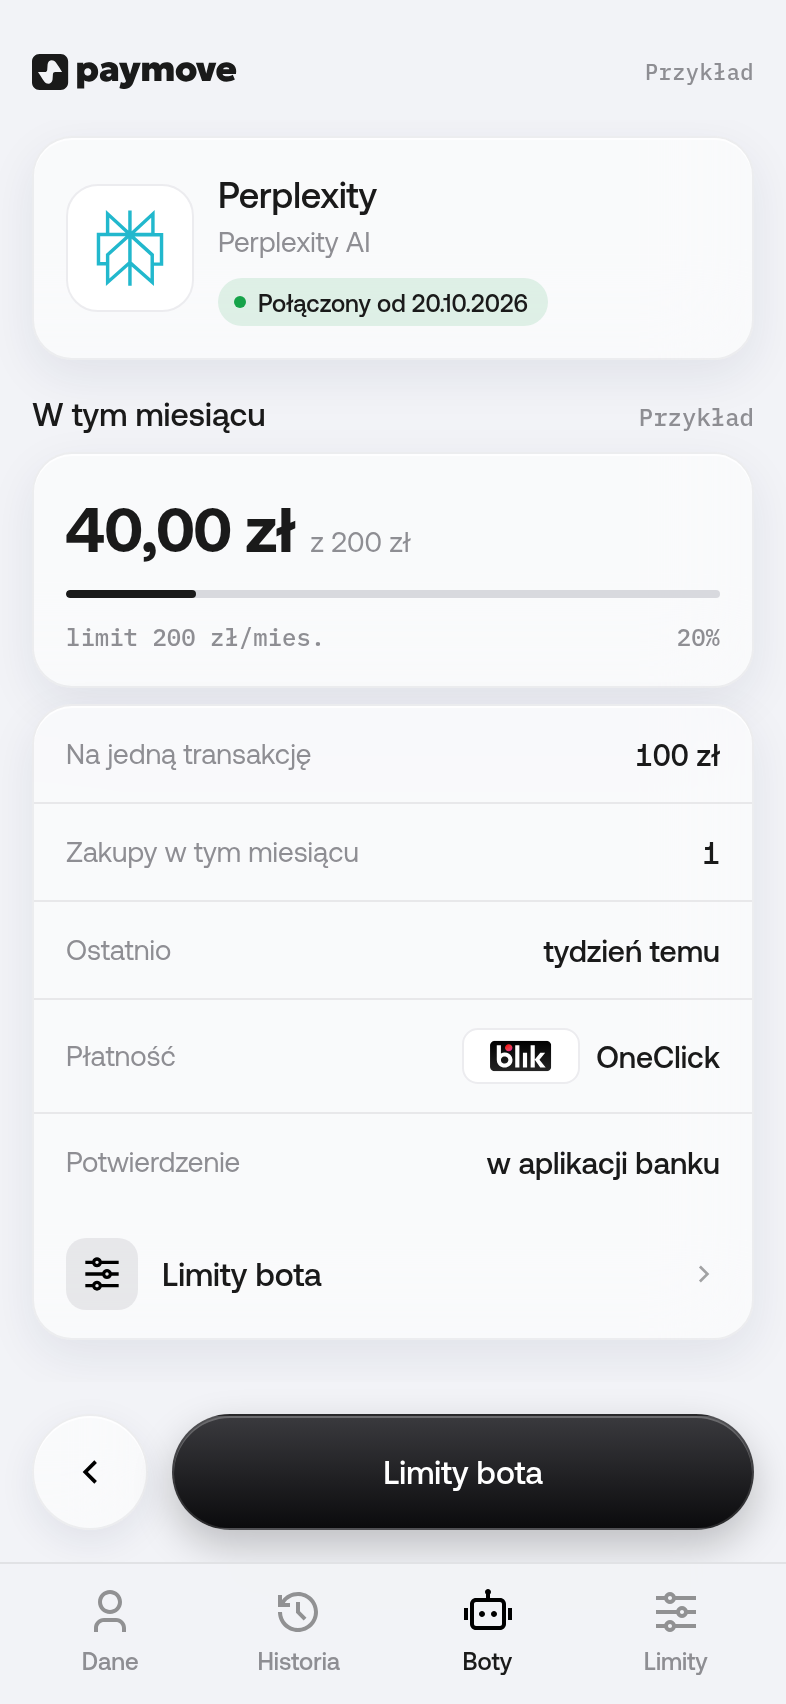 paymove
Przykład
Perplexity
Perplexity AI
Połączony od 20.10.2026
W tym miesiącu
Przykład
40,00 zł z 200 zł
limit 200 zł/mies. 20%
Na jedną transakcję 100 zł
Zakupy w tym miesiącu 1
Ostatnio tydzień temu
Płatność blik OneClick
Potwierdzenie w aplikacji banku
Limity bota
Limity bota
Dane Historia Boty Limity